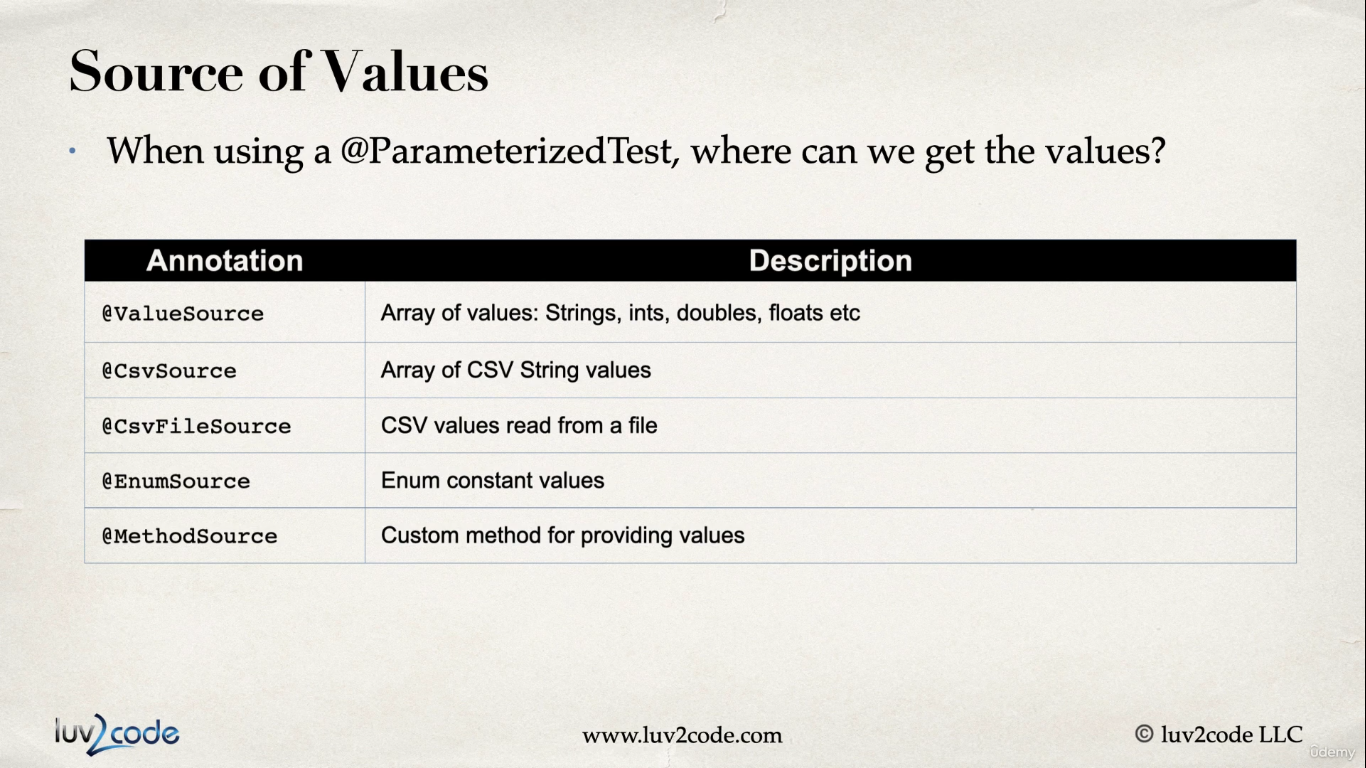 Source of Values
• When using a @ParameterizedTest, where can we get the values?
Annotation Description
@ValueSource Array of values: Strings, ints, doubles, floats etc
@CsvSource Array of CSV String values
@CsvFileSource CSV values read from a file
@EnumSource Enum constant values
@MethodSource Custom method for providing values
luv2code www.luv2code.com © luv2code LLC
ûdemy